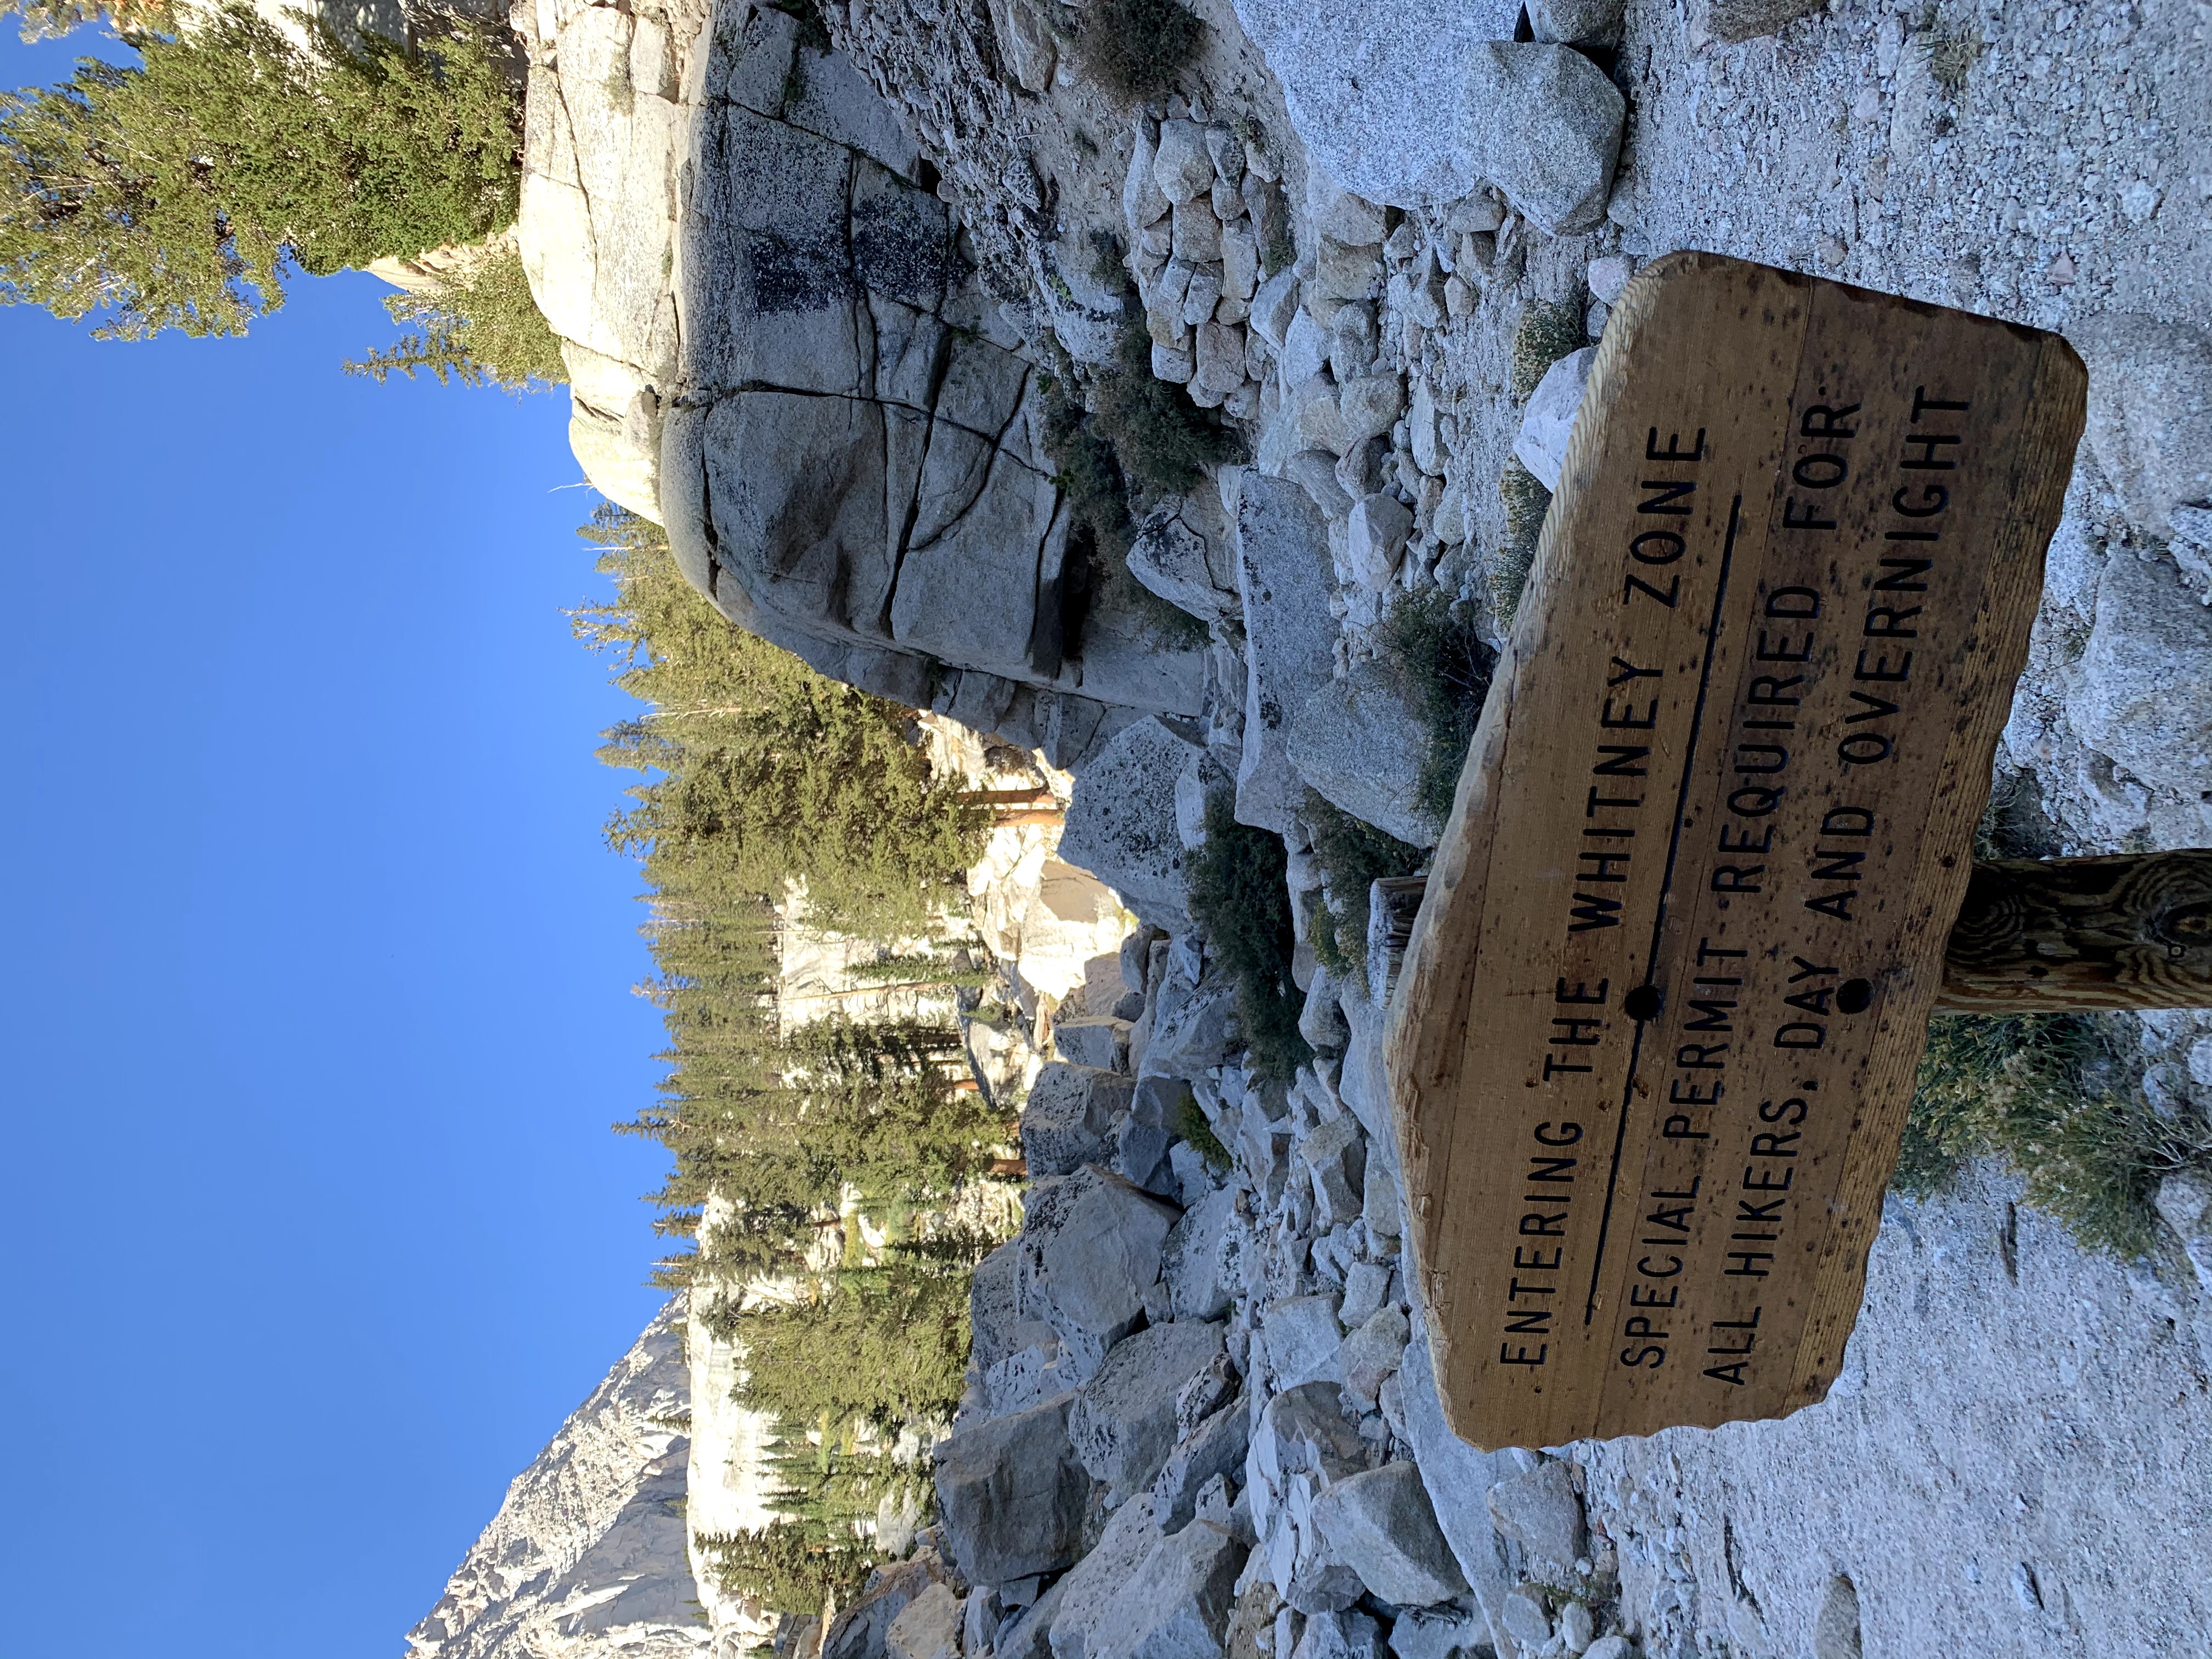 ENTERING THE WHITNEY ZONE
SPECIAL PERMIT REQUIRED FOR
ALL HIKERS, DAY AND OVERNIGHT